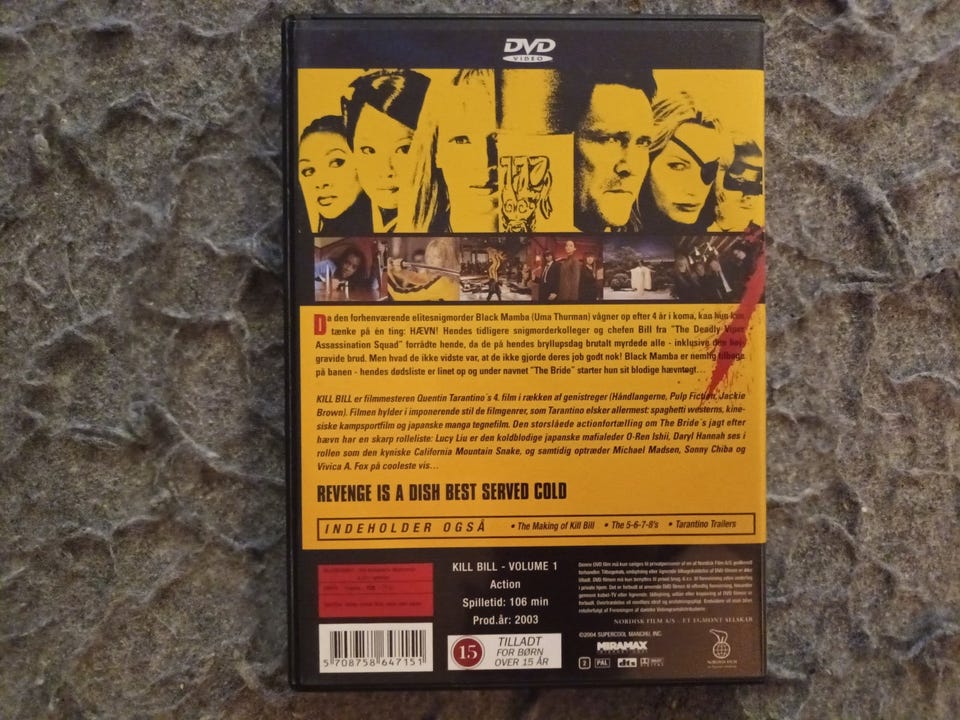 DVD
VIDEO
Da den forhenværende elitesnigmorder Black Mamba (Uma Thurman) vågner op efter 4 år i koma, kan hun kun
tænke på én ting: HÆVN! Hendes tidligere snigmorderkolleger og chefen Bill fra "The Deadly Viper
Assassination Squad" forrådte hende, da de på hendes bryllupsdag brutalt myrdede alle - inklusive den høj-
gravide brud. Men hvad de ikke vidste var, at de ikke gjorde deres job godt nok! Black Mamba er nemlig tilbage
på banen - hendes dødsliste er linet op og under navnet "The Bride" starter hun sit blodige hævntogt...
KILL BILL er filmmesteren Quentin Tarantino´s 4. film i rækken af genistreger (Håndlangerne, Pulp Fiction, Jackie
Brown). Filmen hylder i imponerende stil de filmgenrer, som Tarantino elsker allermest: spaghetti westerns, kine-
siske kampsportfilm og japanske manga tegnefilm. Den storslåede actionfortælling om The Bride´s jagt efter
hævn har en skarp rolleliste: Lucy Liu er den koldblodige japanske mafialeder O-Ren Ishii, Daryl Hannah ses i
rollen som den kyniske California Mountain Snake, og samtidig optræder Michael Madsen, Sonny Chiba og
Vivica A. Fox på cooleste vis...
REVENGE IS A DISH BEST SERVED COLD
INDEHOLDER OGSÅ • The Making of Kill Bill • The 5-6-7-8's • Tarantino Trailers
KILL BILL - VOLUME 1
Action
Spilletid: 106 min
Prod.år: 2003
NORDISK FILM A/S - ET EGMONT SELSKAB
©2004 SUPERCOOL MANCHU, INC.
MIRAMAX
2 PAL dts
NORDISK FILM
5 708758 647151
15
TILLADT
FOR BØRN
OVER 15 ÅR